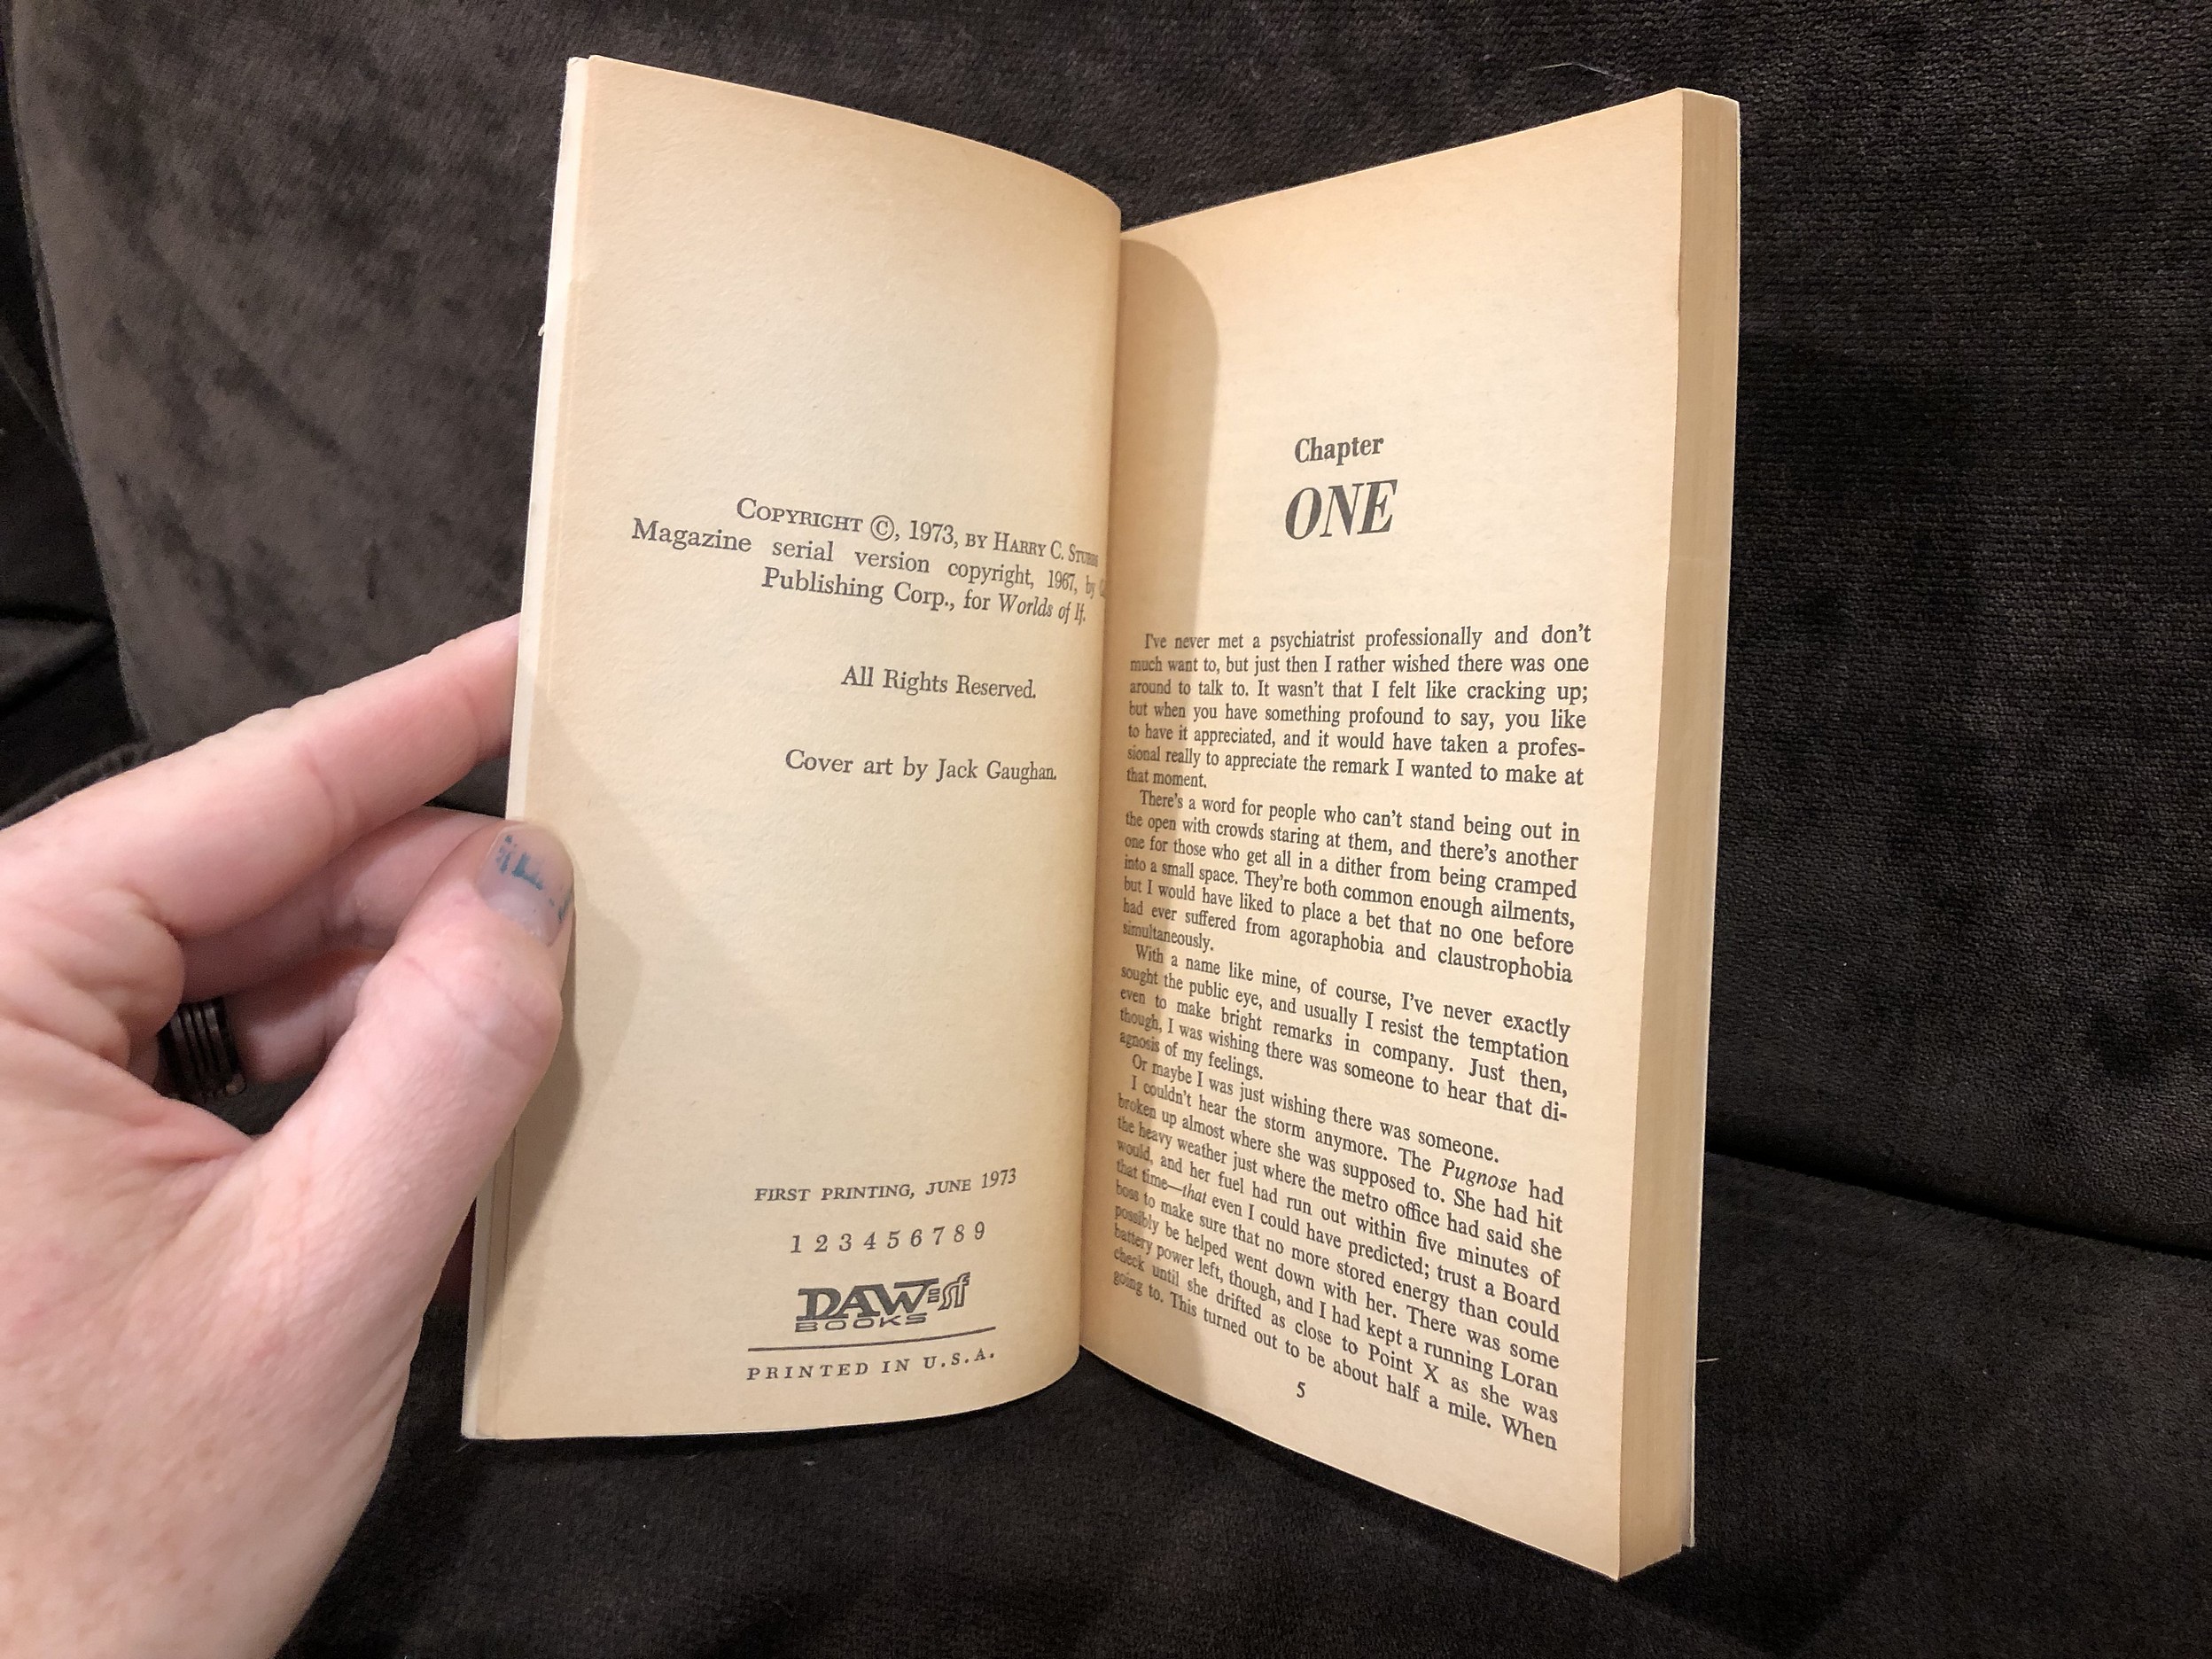 COPYRIGHT ©, 1973, BY HARRY C. STUBBS
Magazine serial version copyright, 1967, by
Publishing Corp., for Worlds of If.
All Rights Reserved.
Cover art by Jack Gaughan.
FIRST PRINTING, JUNE 1973
1 2 3 4 5 6 7 8 9
DAW=sf
BOOKS
PRINTED IN U.S.A.
Chapter
ONE
I've never met a psychiatrist professionally and don't
much want to, but just then I rather wished there was one
around to talk to. It wasn't that I felt like cracking up;
but when you have something profound to say, you like
to have it appreciated, and it would have taken a profes-
sional really to appreciate the remark I wanted to make at
that moment.
There's a word for people who can't stand being out in
the open with crowds staring at them, and there's another
one for those who get all in a dither from being cramped
into a small space. They're both common enough ailments,
but I would have liked to place a bet that no one before
had ever suffered from agoraphobia and claustrophobia
simultaneously.
With a name like mine, of course, I've never exactly
sought the public eye, and usually I resist the temptation
even to make bright remarks in company. Just then,
though, I was wishing there was someone to hear that di-
agnosis of my feelings.
Or maybe I was just wishing there was someone.
I couldn't hear the storm anymore. The Pugnose had
broken up almost where she was supposed to. She had hit
the heavy weather just where the metro office had said she
would, and her fuel had run out within five minutes of
that time—that even I could have predicted; trust a Board
boss to make sure that no more stored energy than could
possibly be helped went down with her. There was some
battery power left, though, and I had kept a running Loran
check until she drifted as close to Point X as she was
going to. This turned out to be about half a mile. When
5